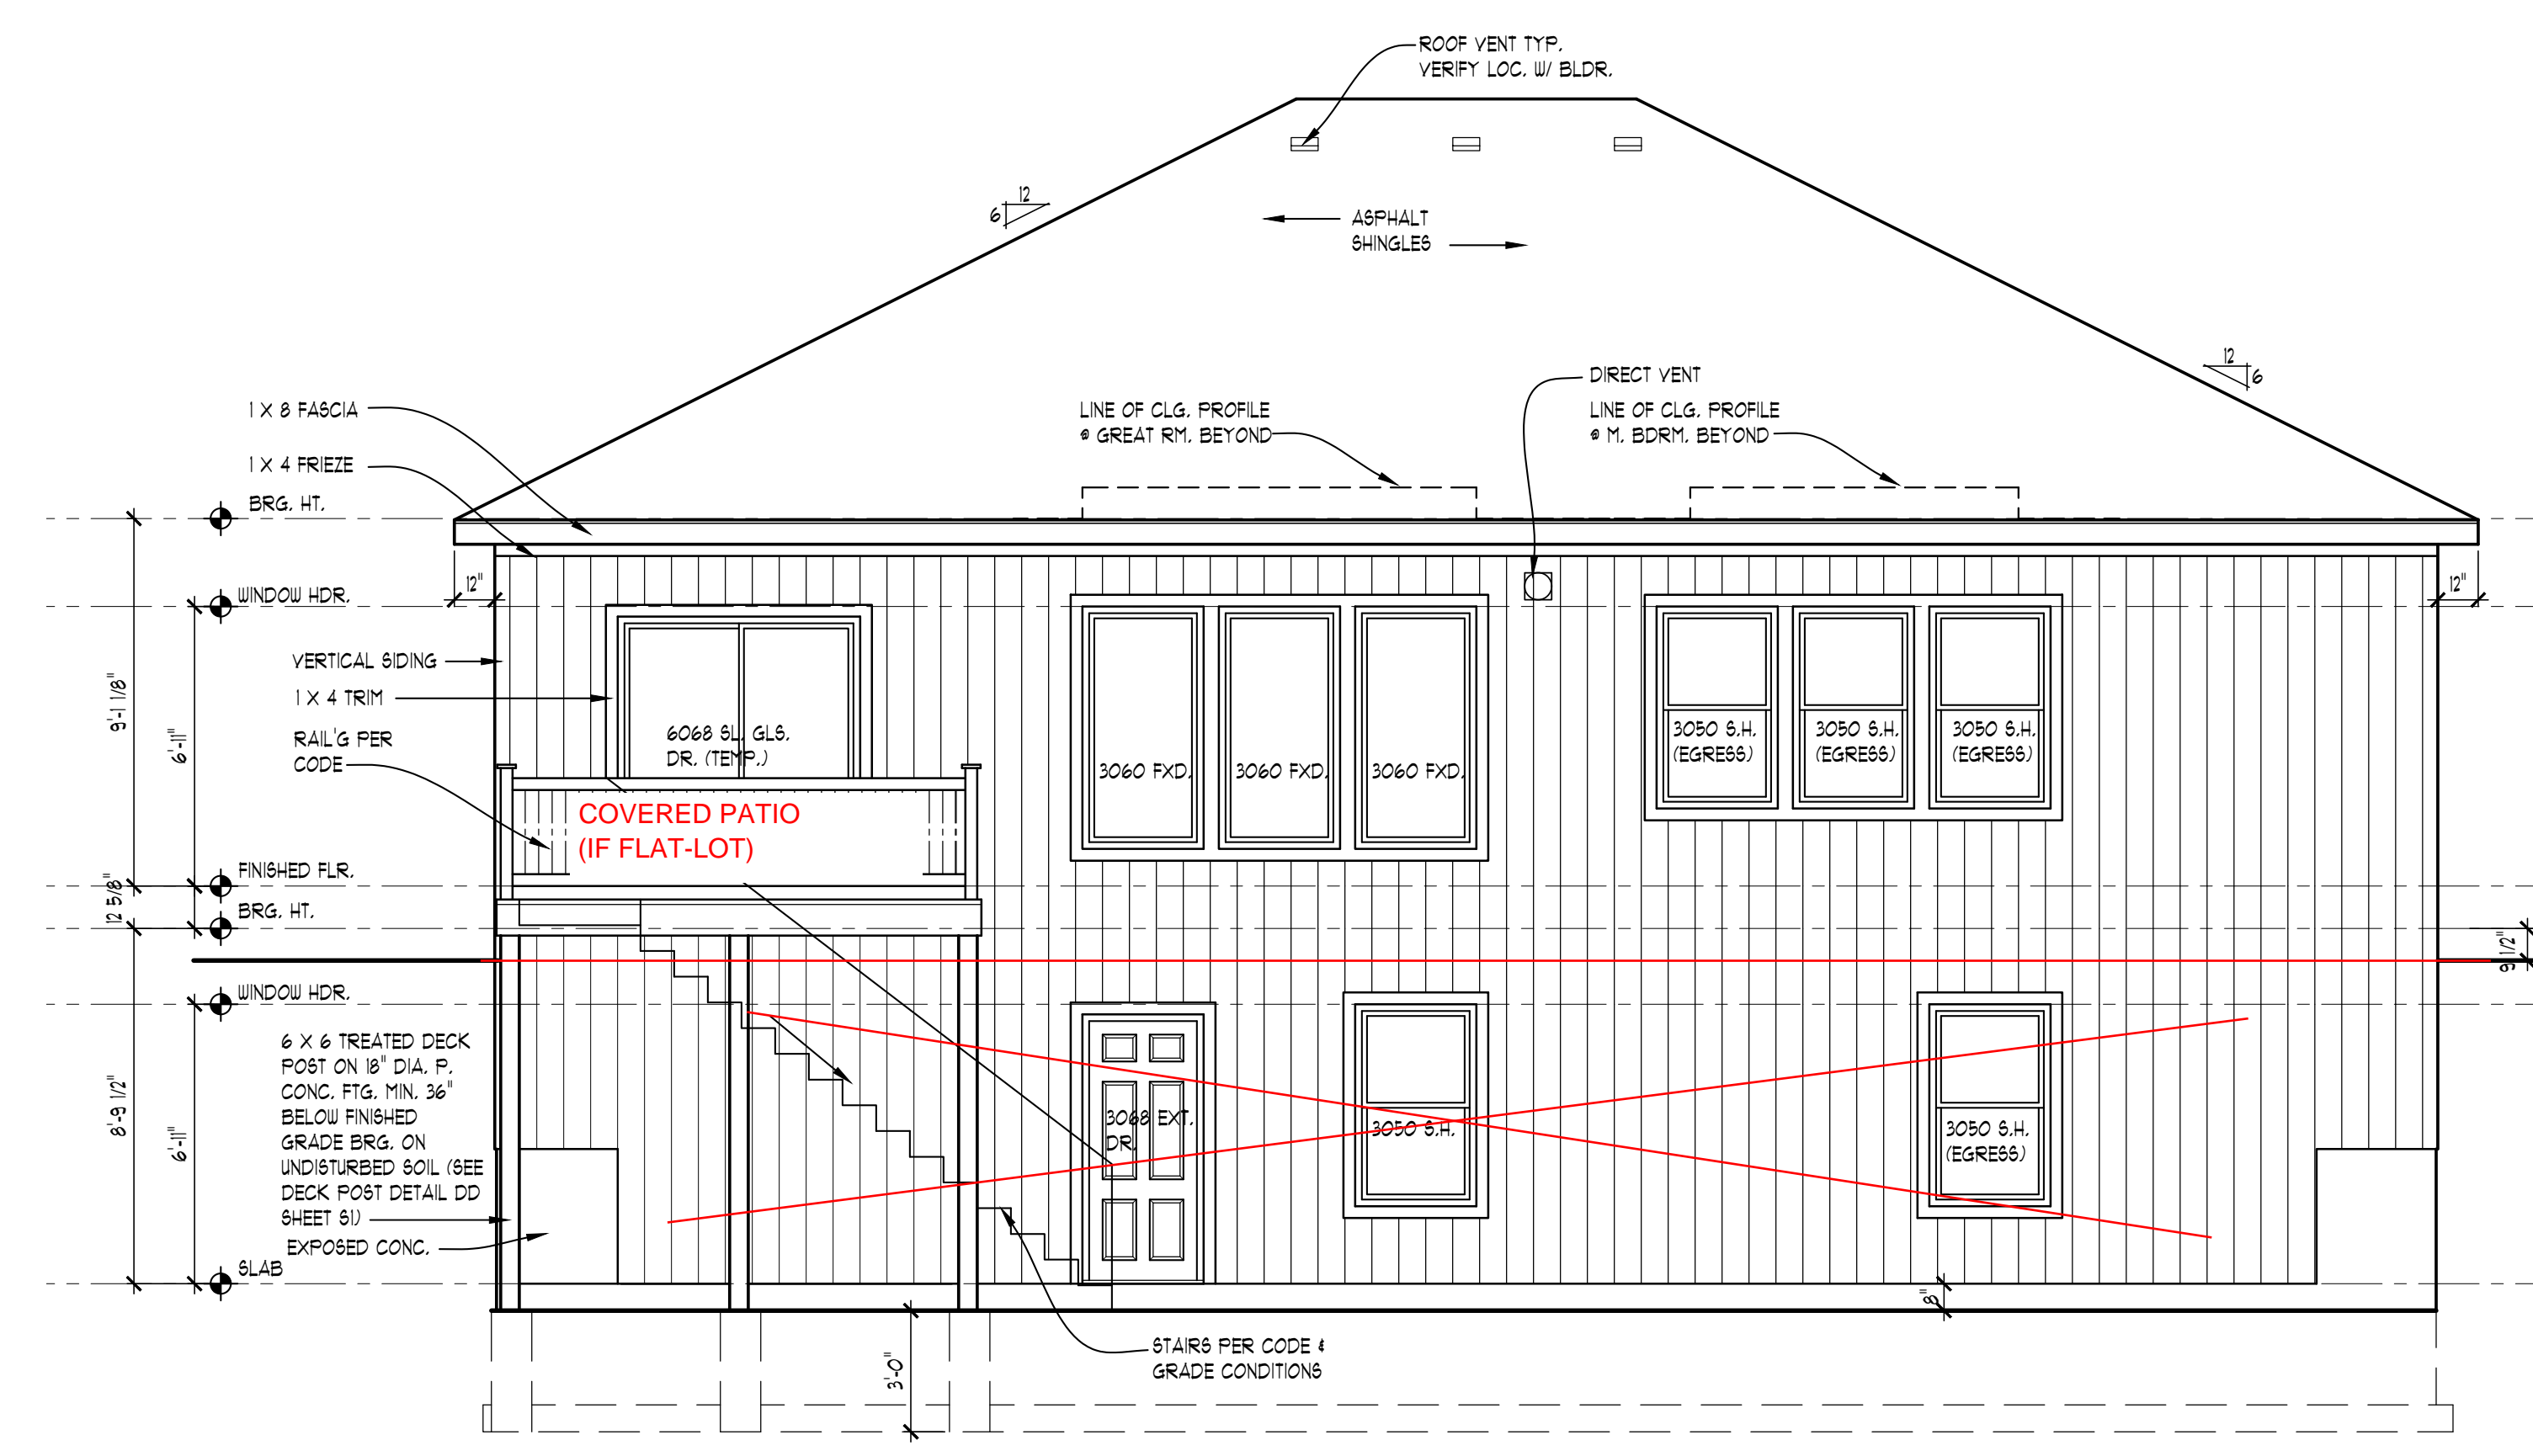 ROOF VENT TYP.
VERIFY LOC. W/ BLDR.
12
6
ASPHALT
SHINGLES
12
6
DIRECT VENT
1 X 8 FASCIA
LINE OF CLG. PROFILE
@ GREAT RM. BEYOND
LINE OF CLG. PROFILE
@ M. BDRM. BEYOND
1 X 4 FRIEZE
BRG. HT.
12"
12"
WINDOW HDR.
VERTICAL SIDING
1 X 4 TRIM
9'-1 1/8"
6'-11"
RAIL'G PER
CODE
6068 SL. GLS.
DR. (TEMP.)
3060 FXD.
3060 FXD.
3060 FXD.
3050 S.H.
(EGRESS)
3050 S.H.
(EGRESS)
3050 S.H.
(EGRESS)
COVERED PATIO
(IF FLAT-LOT)
FINISHED FLR.
12 5/8"
BRG. HT.
9 1/2"
WINDOW HDR.
6 X 6 TREATED DECK
POST ON 18" DIA. P.
CONC. FTG. MIN. 36"
BELOW FINISHED
GRADE BRG. ON
UNDISTURBED SOIL (SEE
DECK POST DETAIL DD
SHEET S1)
8'-9 1/2"
6'-11"
3068 EXT.
DR.
3050 S.H.
3050 S.H.
(EGRESS)
EXPOSED CONC.
SLAB
8"
3'-0"
STAIRS PER CODE &
GRADE CONDITIONS